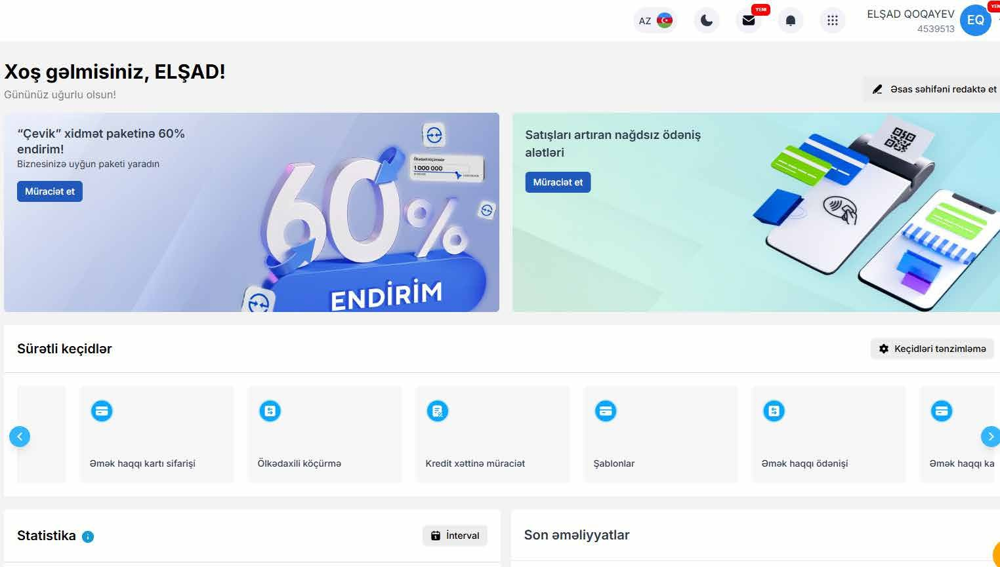 AZ
YENİ
ELŞAD QOQAYEV
4539513
EQ
Xoş gəlmisiniz, ELŞAD!
Gününüz uğurlu olsun!
Əsas səhifəni redaktə et
“Çevik” xidmət paketinə 60%
endirim!
Biznesinizə uyğun paketi yaradın
Müraciət et
Ölkədaxili köçürmələr
1 000 000
60%
ENDİRİM
Satışları artıran nağdsız ödəniş
alətləri
Müraciət et
Sürətli keçidlər
Keçidləri tənzimləmə
Əmək haqqı kartı sifarişi
Ölkədaxili köçürmə
Kredit xəttinə müraciət
Şablonlar
Əmək haqqı ödənişi
Əmək haqqı ka
Statistika
İnterval
Son əməliyyatlar